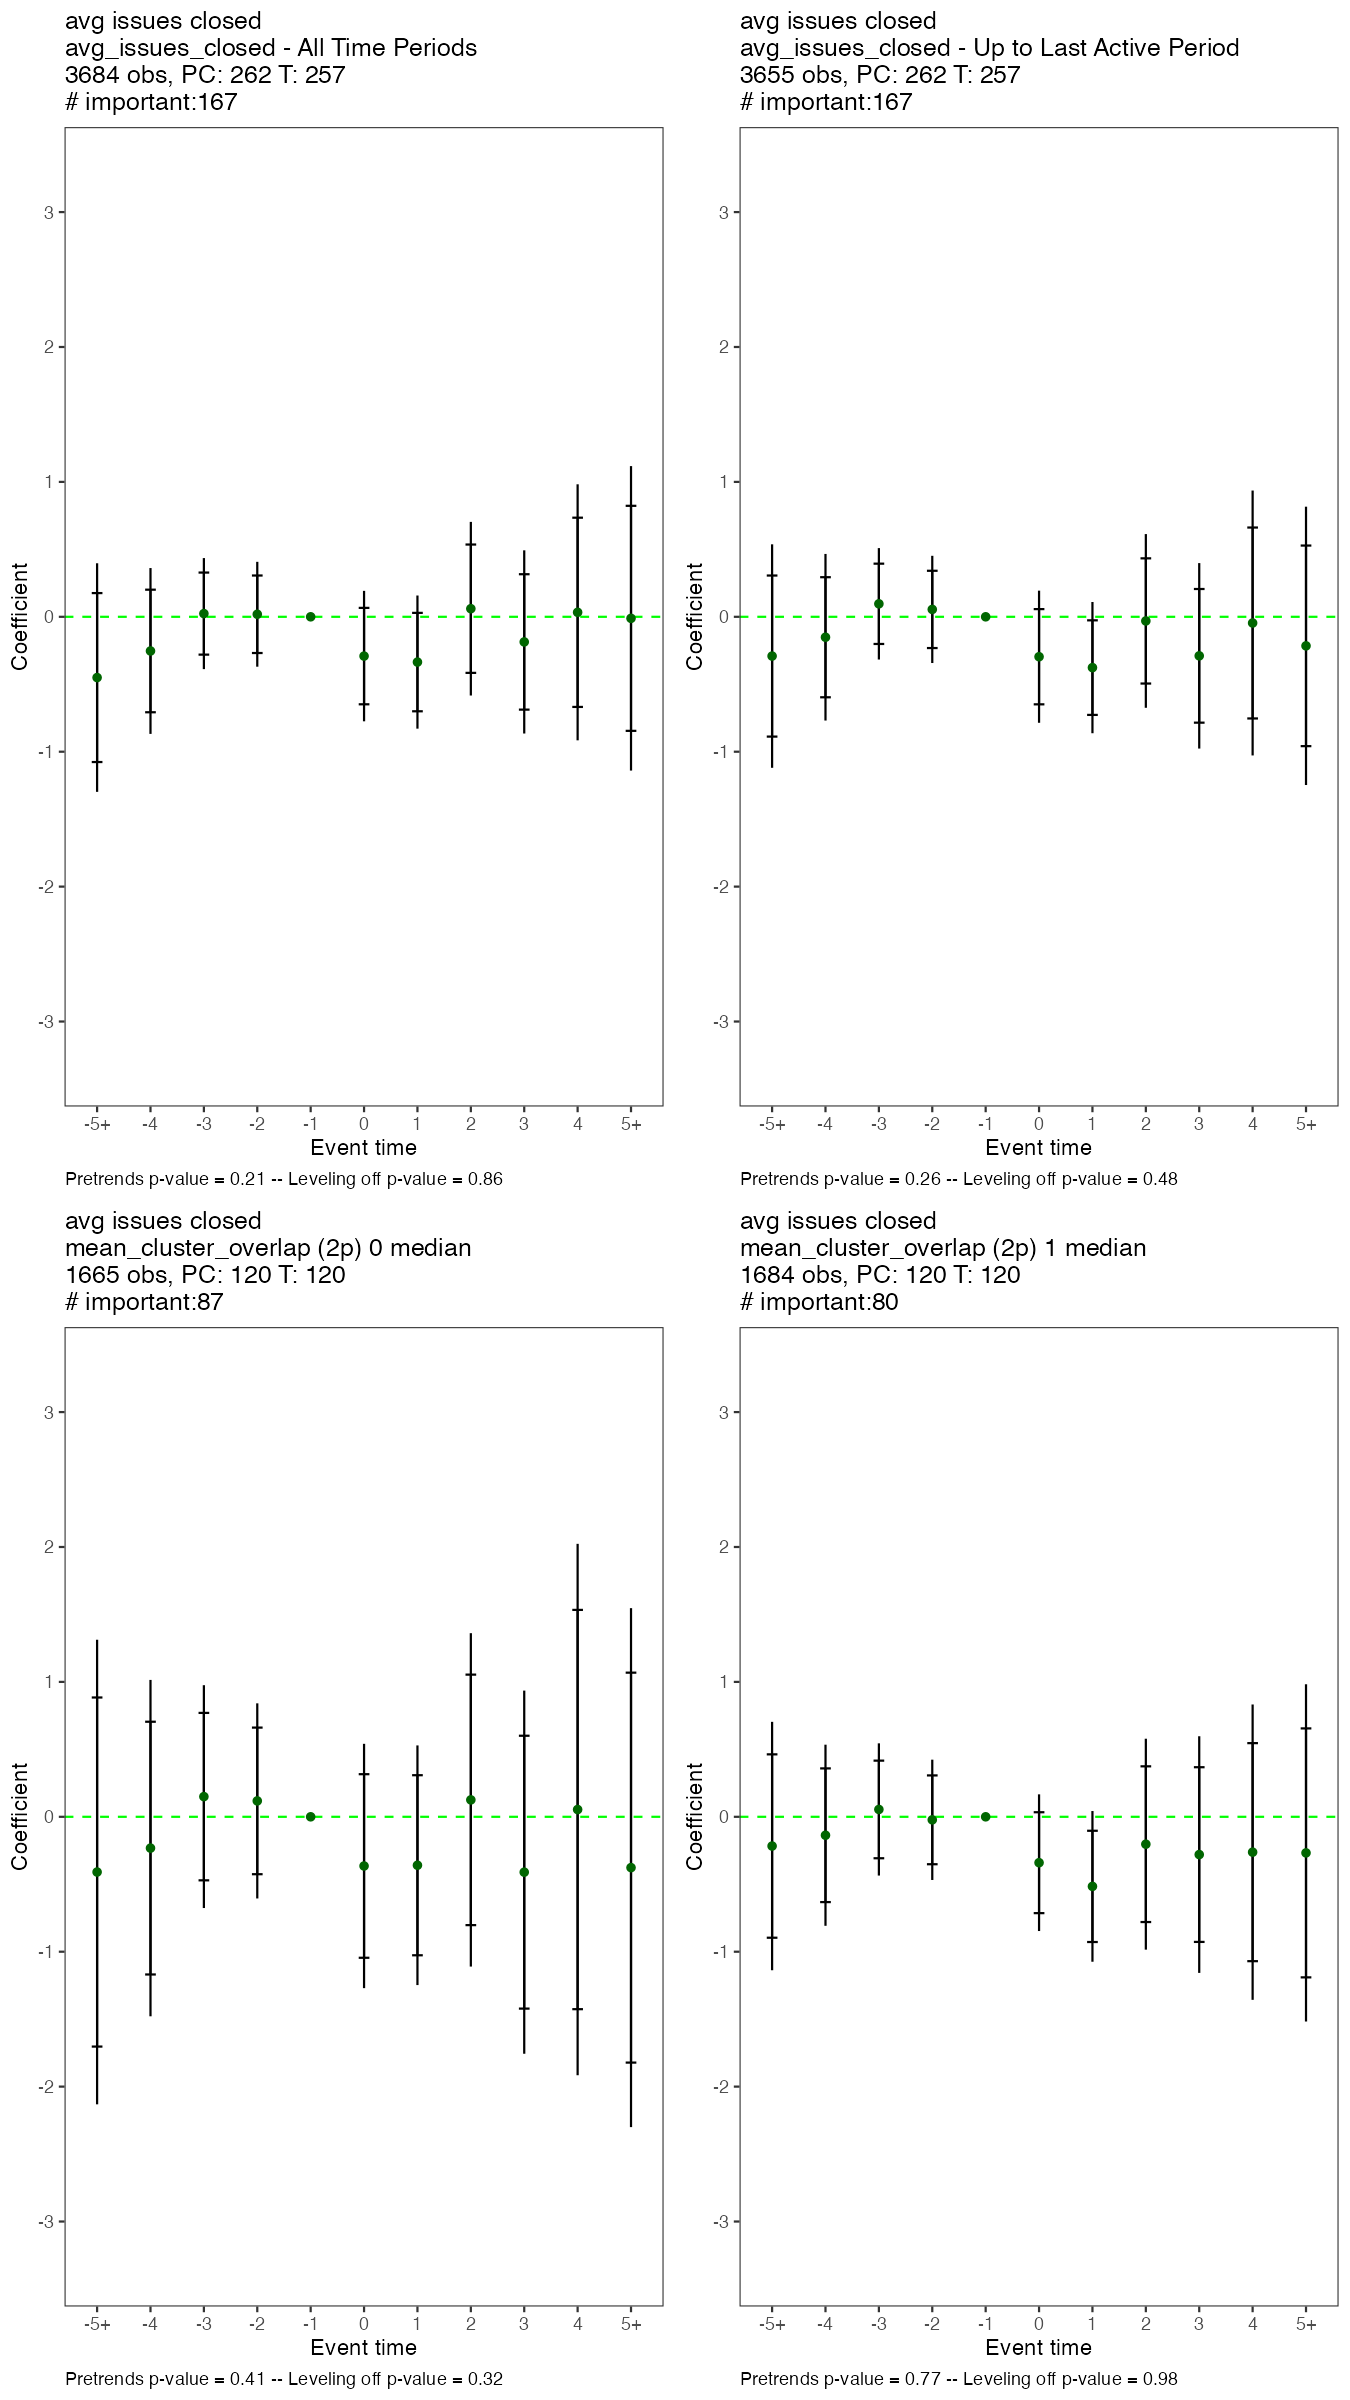 avg issues closed
avg_issues_closed - All Time Periods
3684 obs, PC: 262 T: 257
# important:167
3
2
1
0
-1
-2
-3
Coefficient
-5+ -4 -3 -2 -1 0 1 2 3 4 5+
Event time
Pretrends p-value = 0.21 -- Leveling off p-value = 0.86
avg issues closed
avg_issues_closed - Up to Last Active Period
3655 obs, PC: 262 T: 257
# important:167
3
2
1
0
-1
-2
-3
Coefficient
-5+ -4 -3 -2 -1 0 1 2 3 4 5+
Event time
Pretrends p-value = 0.26 -- Leveling off p-value = 0.48
avg issues closed
mean_cluster_overlap (2p) 0 median
1665 obs, PC: 120 T: 120
# important:87
3
2
1
0
-1
-2
-3
Coefficient
-5+ -4 -3 -2 -1 0 1 2 3 4 5+
Event time
Pretrends p-value = 0.41 -- Leveling off p-value = 0.32
avg issues closed
mean_cluster_overlap (2p) 1 median
1684 obs, PC: 120 T: 120
# important:80
3
2
1
0
-1
-2
-3
Coefficient
-5+ -4 -3 -2 -1 0 1 2 3 4 5+
Event time
Pretrends p-value = 0.77 -- Leveling off p-value = 0.98